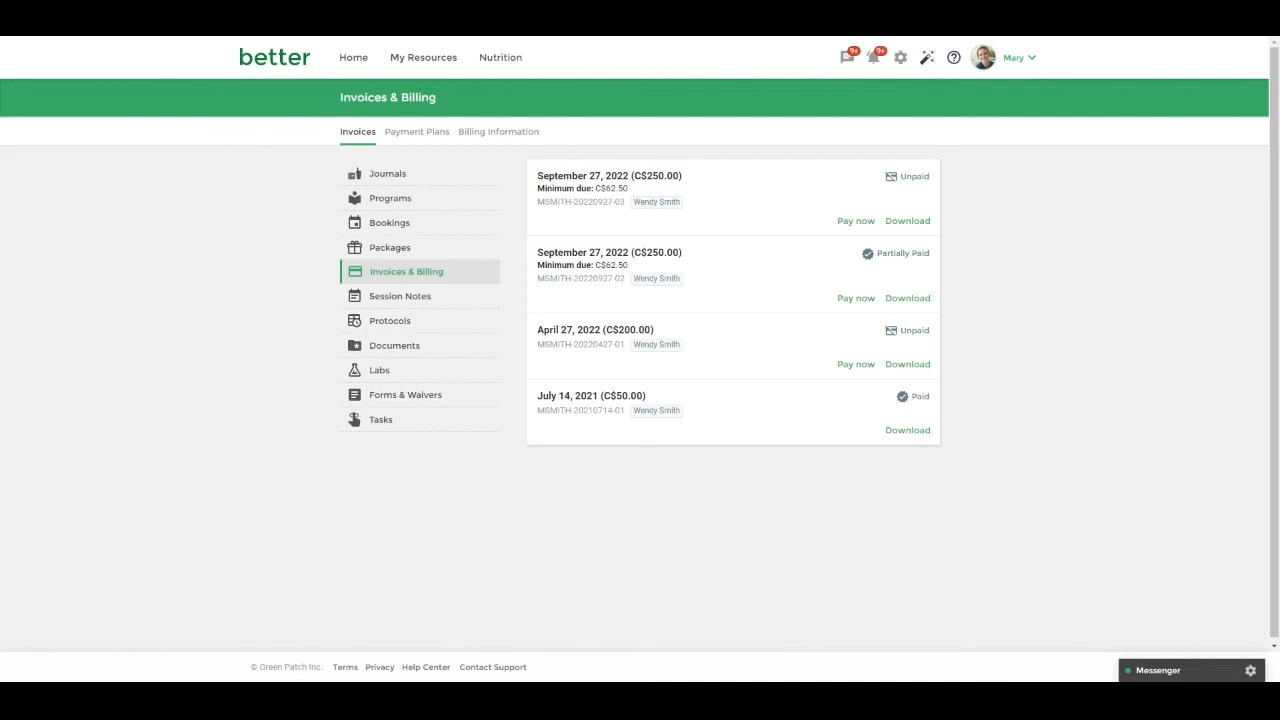 better
Home My Resources Nutrition
9+ 9+
Mary
Invoices & Billing
Invoices Payment Plans Billing Information
Journals
Programs
Bookings
Packages
Invoices & Billing
Session Notes
Protocols
Documents
Labs
Forms & Waivers
Tasks
September 27, 2022 (C$250.00) Unpaid
Minimum due: C$62.50
MSMITH-20220927-03 Wendy Smith
Pay now Download
September 27, 2022 (C$250.00) Partially Paid
Minimum due: C$62.50
MSMITH-20220927-02 Wendy Smith
Pay now Download
April 27, 2022 (C$200.00) Unpaid
MSMITH-20220427-01 Wendy Smith
Pay now Download
July 14, 2021 (C$50.00) Paid
MSMITH-20210714-01 Wendy Smith
Download
© Green Patch Inc. Terms Privacy Help Center Contact Support
Messenger